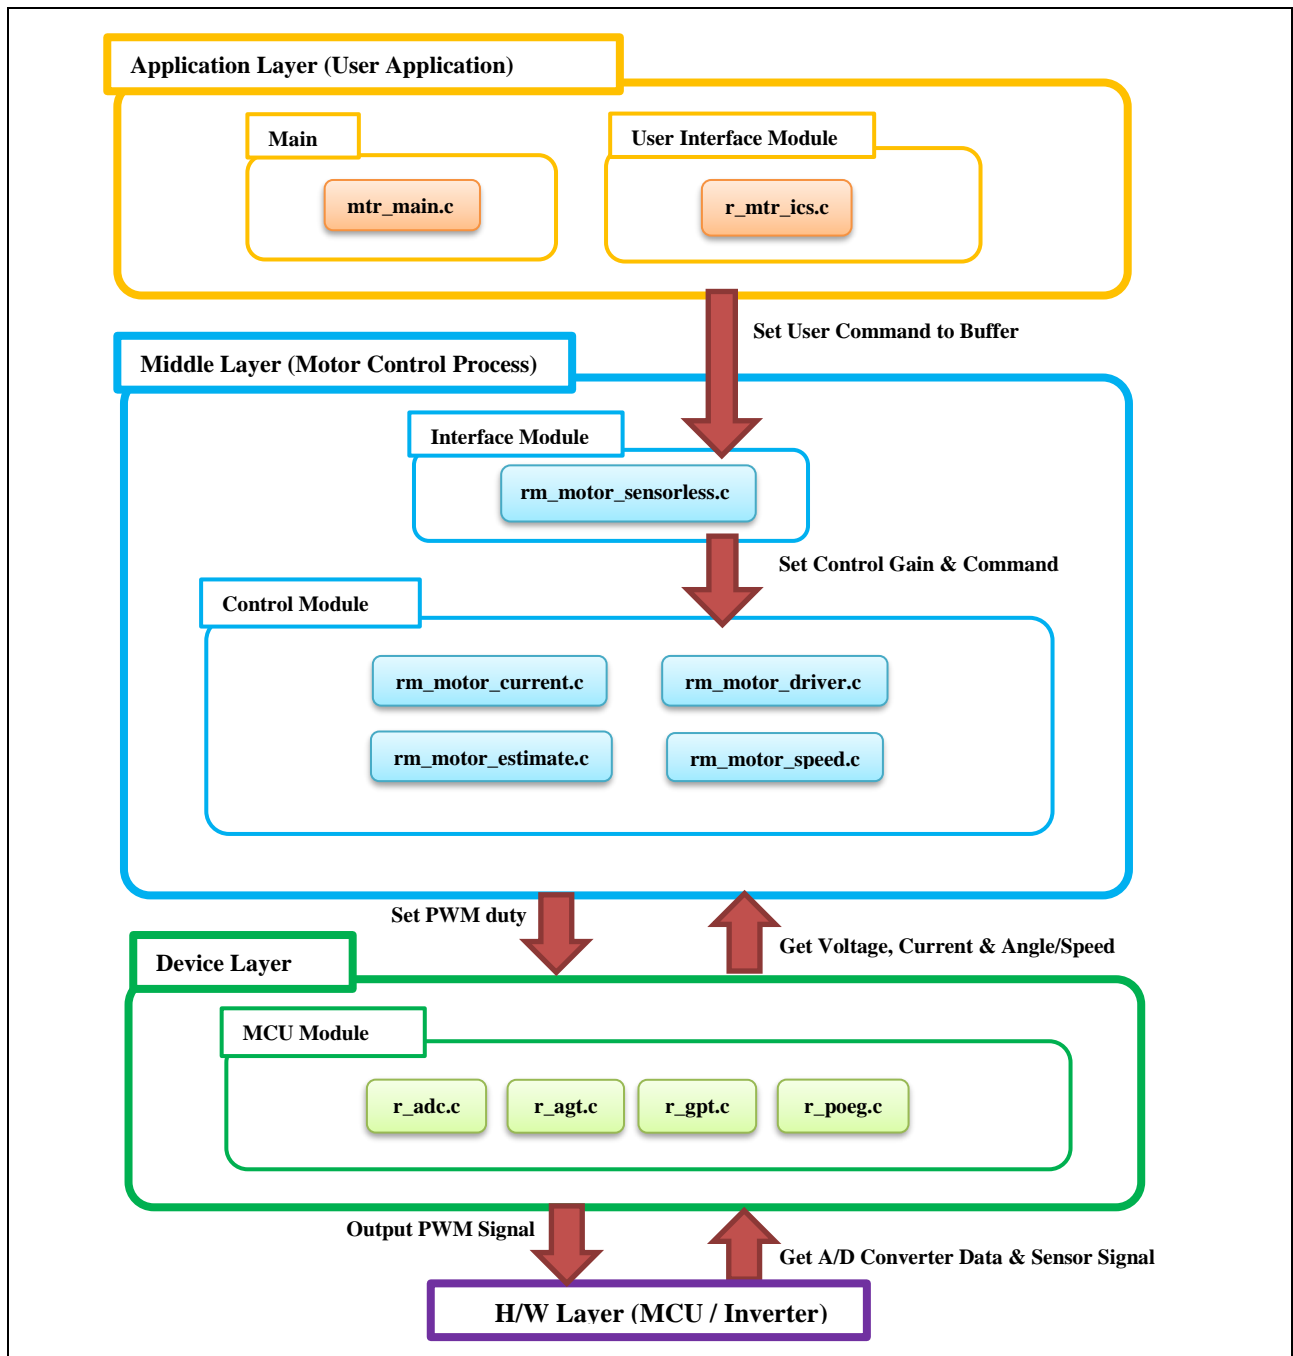 Application Layer (User Application)
Main
User Interface Module
mtr_main.c
r_mtr_ics.c
Set User Command to Buffer
Middle Layer (Motor Control Process)
Interface Module
rm_motor_sensorless.c
Set Control Gain & Command
Control Module
rm_motor_current.c
rm_motor_driver.c
rm_motor_estimate.c
rm_motor_speed.c
Set PWM duty
Get Voltage, Current & Angle/Speed
Device Layer
MCU Module
r_adc.c
r_agt.c
r_gpt.c
r_poeg.c
Output PWM Signal
Get A/D Converter Data & Sensor Signal
H/W Layer (MCU / Inverter)